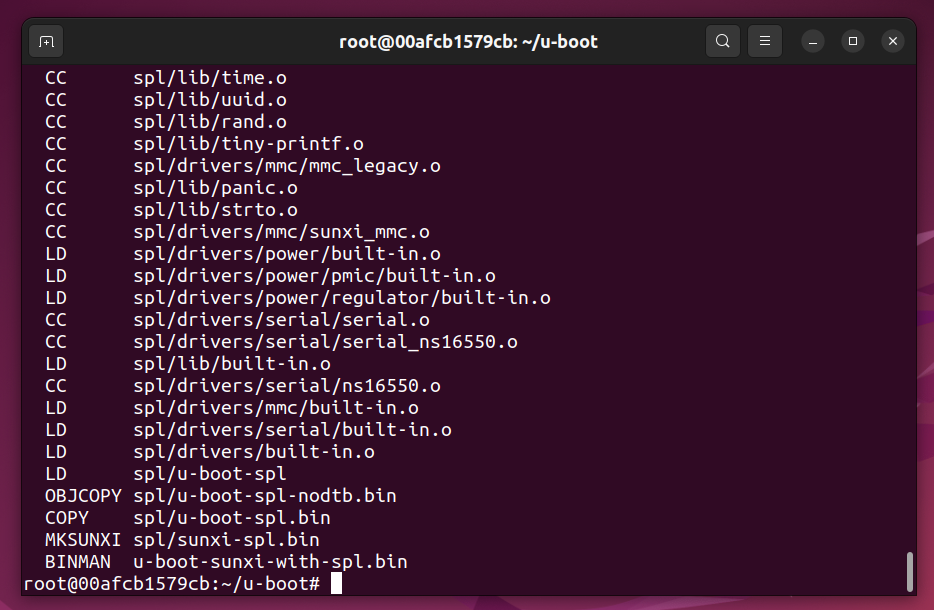 root@00afcb1579cb: ~/u-boot
CC      spl/lib/time.o
CC      spl/lib/uuid.o
CC      spl/lib/rand.o
CC      spl/lib/tiny-printf.o
CC      spl/drivers/mmc/mmc_legacy.o
CC      spl/lib/panic.o
CC      spl/lib/strto.o
CC      spl/drivers/mmc/sunxi_mmc.o
LD      spl/drivers/power/built-in.o
LD      spl/drivers/power/pmic/built-in.o
LD      spl/drivers/power/regulator/built-in.o
CC      spl/drivers/serial/serial.o
CC      spl/drivers/serial/serial_ns16550.o
LD      spl/lib/built-in.o
CC      spl/drivers/serial/ns16550.o
LD      spl/drivers/mmc/built-in.o
LD      spl/drivers/serial/built-in.o
LD      spl/drivers/built-in.o
LD      spl/u-boot-spl
OBJCOPY spl/u-boot-spl-nodtb.bin
COPY    spl/u-boot-spl.bin
MKSUNXI spl/sunxi-spl.bin
BINMAN  u-boot-sunxi-with-spl.bin
root@00afcb1579cb:~/u-boot#